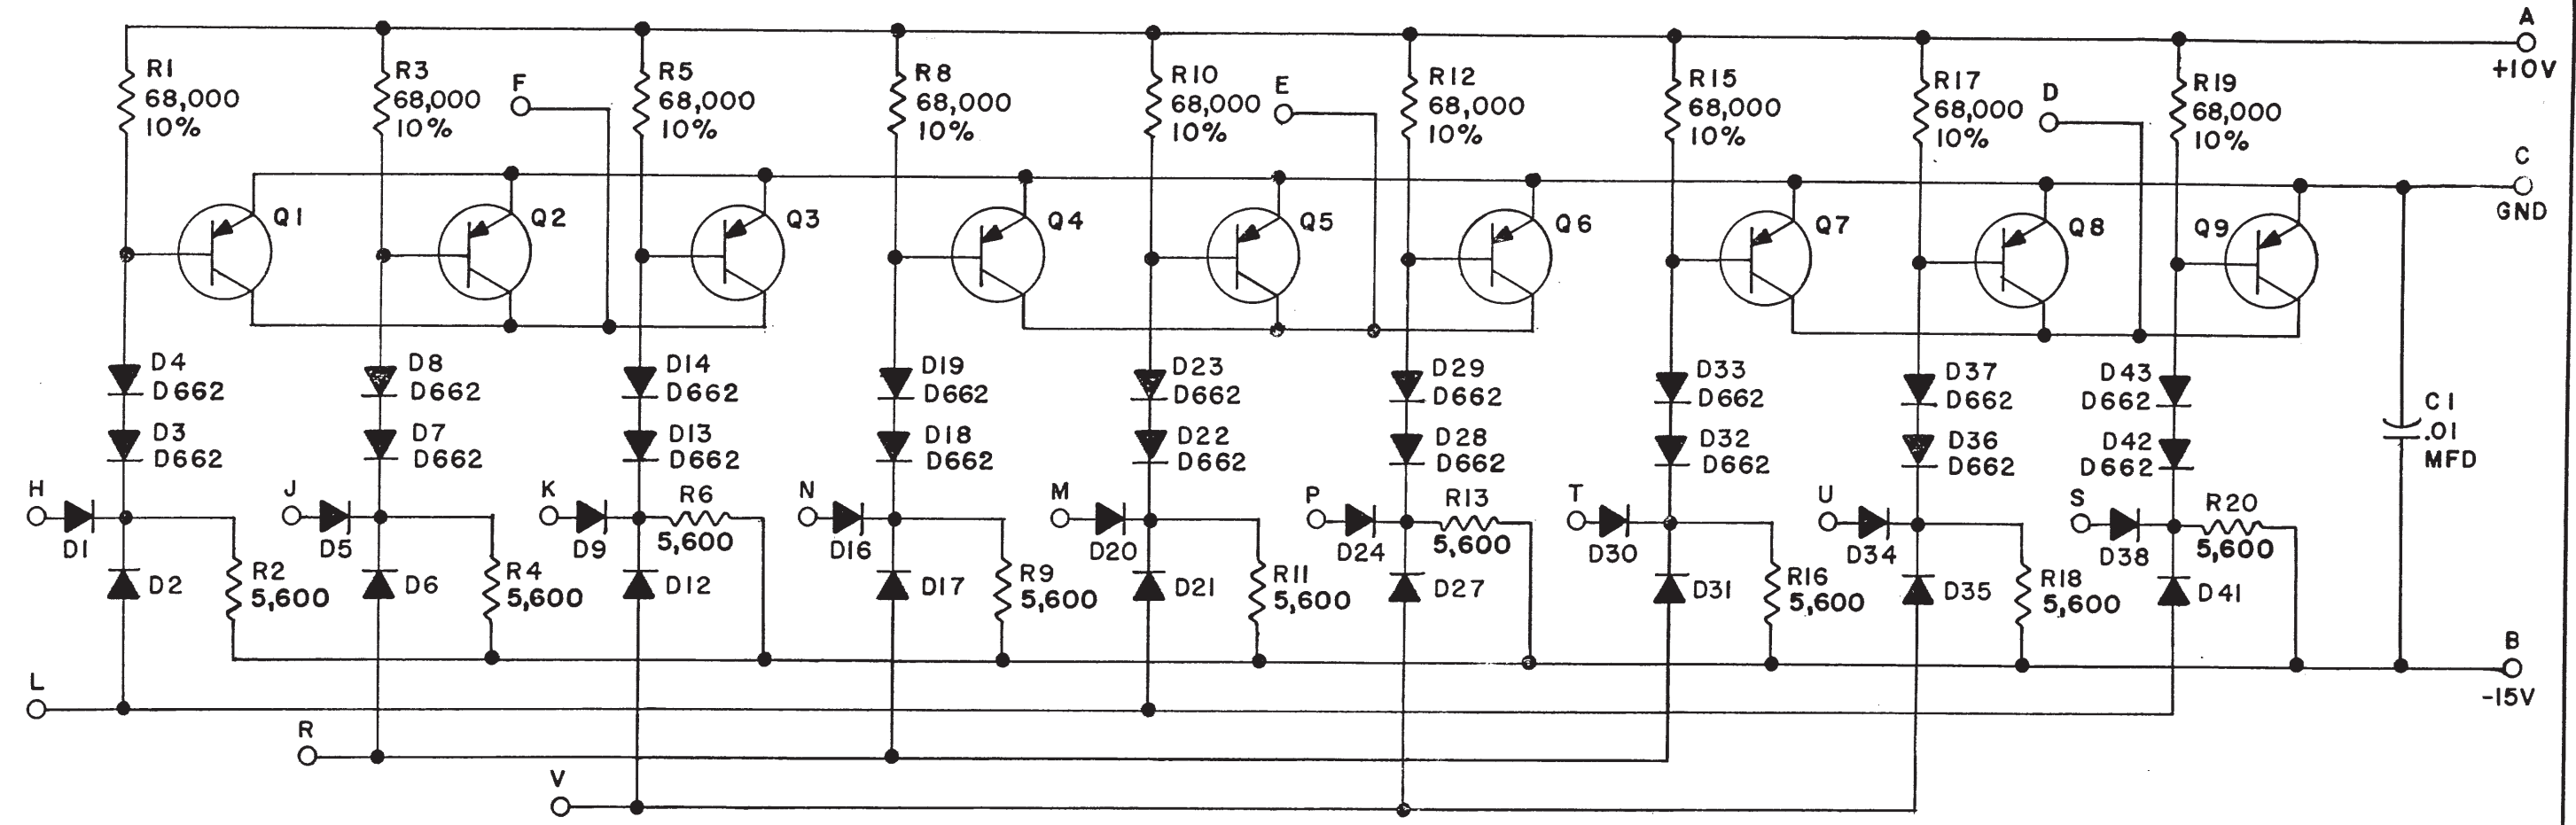 A
+10V
R1
68,000
10%
R3
68,000
10%
F
R5
68,000
10%
R8
68,000
10%
R10
68,000
10%
E
R12
68,000
10%
R15
68,000
10%
R17
68,000
10%
D
R19
68,000
10%
C
GND
Q1
Q2
Q3
Q4
Q5
Q6
Q7
Q8
Q9
D4
D662
D8
D662
D14
D662
D19
D662
D23
D662
D29
D662
D33
D662
D37
D662
D43
D662
D3
D662
D7
D662
D13
D662
D18
D662
D22
D662
D28
D662
D32
D662
D36
D662
D42
D662
C1
.01
MFD
H
D1
J
D5
K
D9
R6
5,600
N
D16
M
D20
P
D24
R13
5,600
T
D30
U
D34
S
D38
R20
5,600
D2
R2
5,600
D6
R4
5,600
D12
D17
R9
5,600
D21
R11
5,600
D27
D31
R16
5,600
D35
R18
5,600
D41
B
-15V
L
R
V